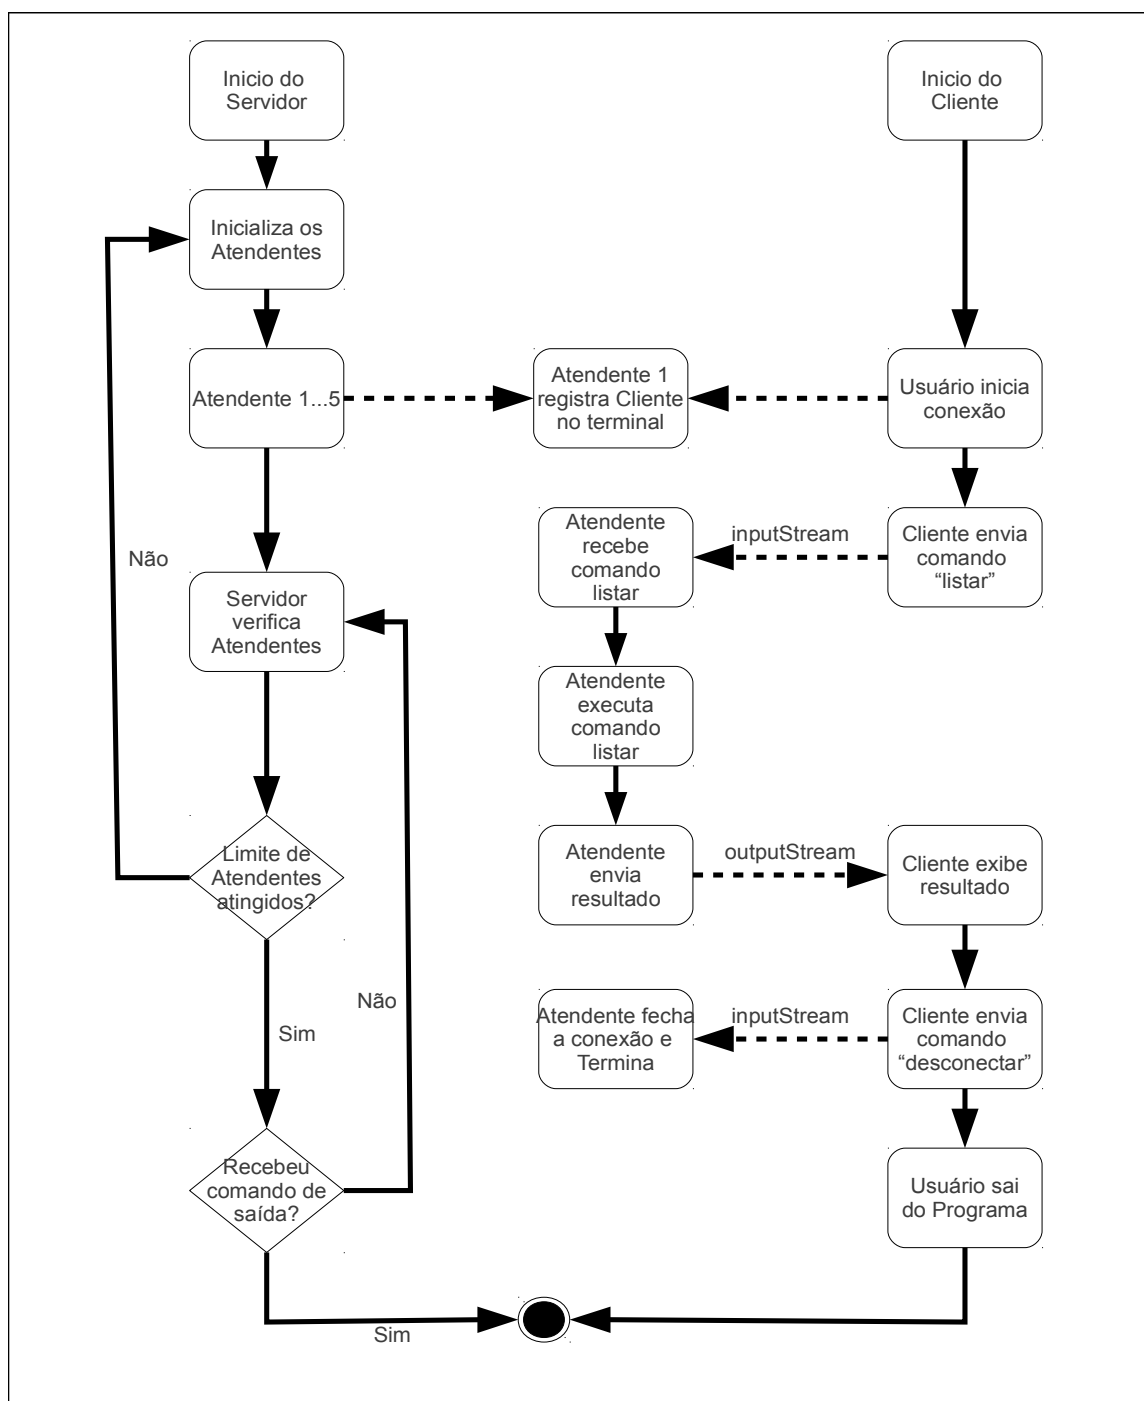 Inicio do
Servidor
Inicio do
Cliente
Inicializa os
Atendentes
Atendente 1...5
Atendente 1
registra Cliente
no terminal
Usuário inicia
conexão
Não
Atendente
recebe
comando
listar
inputStream
Cliente envia
comando
“listar”
Servidor
verifica
Atendentes
Atendente
executa
comando
listar
Limite de
Atendentes
atingidos?
Atendente
envia
resultado
outputStream
Cliente exibe
resultado
Sim
Não
Atendente fecha
a conexão e
Termina
inputStream
Cliente envia
comando
“desconectar”
Recebeu
comando de
saída?
Usuário sai
do Programa
Sim